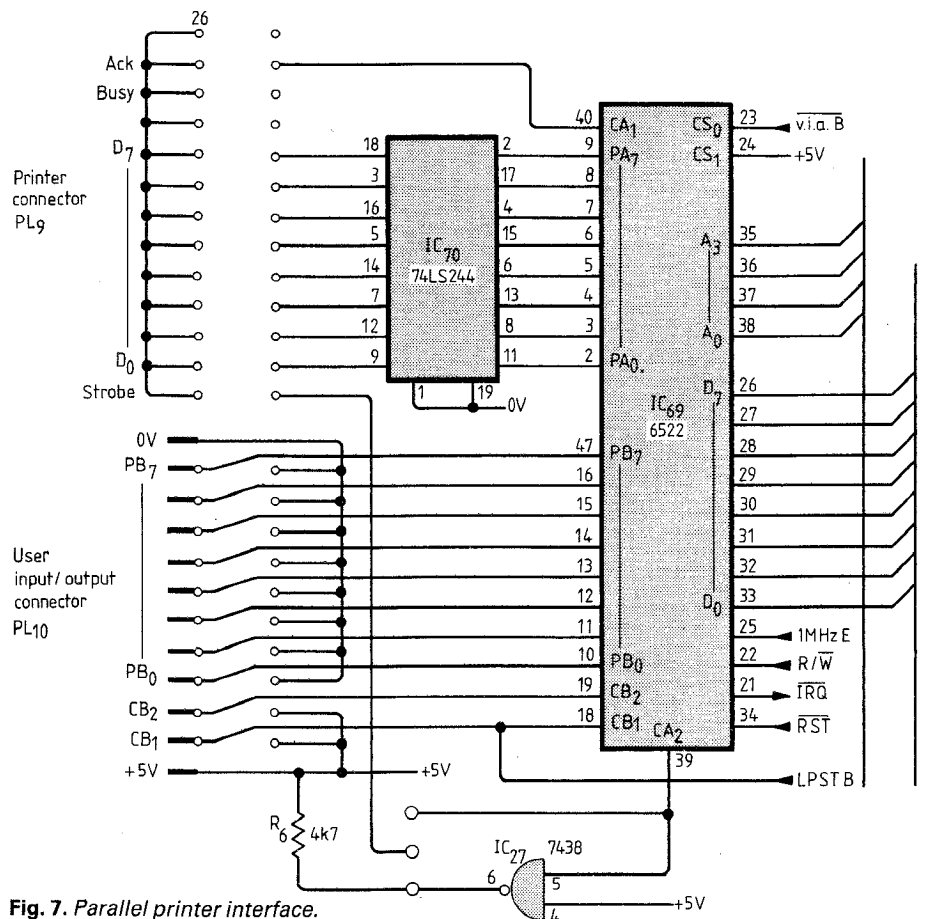 26
Ack
Busy
D7
Printer
connector
PL9
D0
Strobe
0V
PB7
User
input/output
connector
PL10
PB0
CB2
CB1
+5V
18
3
16
5
14
7
12
9
IC70
74LS244
2
17
4
15
6
13
8
11
1
19
0V
40
9
8
7
6
5
4
3
2
47
16
15
14
13
12
11
10
19
18
CA1
PA7
PA0.
PB7
PB0
CB2
CB1
CA2
IC69
6522
CS0
CS1
A3
A0
D7
D0
23
24
35
36
37
38
26
27
28
29
30
31
32
33
25
22
21
34
39
v.i.a. B
+5V
1MHz E
R/W
IRQ
RST
LPSTB
+5V
R6 4k7
IC27
7438
6
5
4
+5V
Fig. 7. Parallel printer interface.